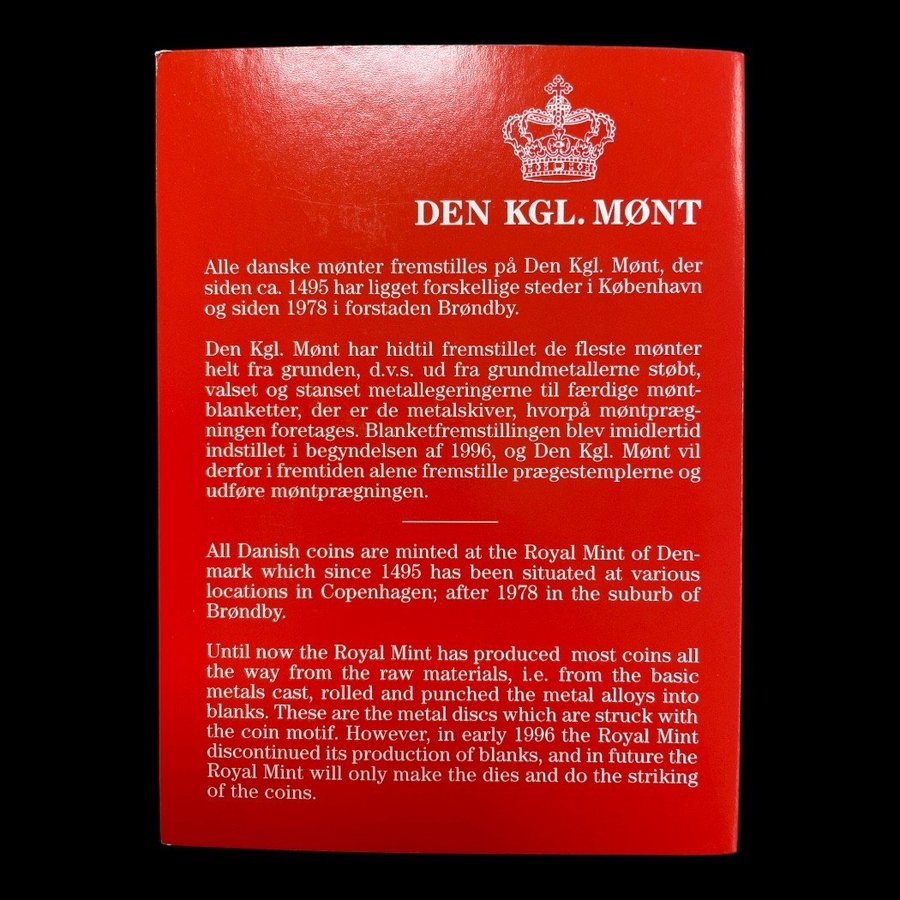 DEN KGL. MØNT
Alle danske mønter fremstilles på Den Kgl. Mønt, der
siden ca. 1495 har ligget forskellige steder i København
og siden 1978 i forstaden Brøndby.
Den Kgl. Mønt har hidtil fremstillet de fleste mønter
helt fra grunden, d.v.s. ud fra grundmetallerne støbt,
valset og stanset metallegeringerne til færdige mønt-
blanketter, der er de metalskiver, hvorpå møntpræg-
ningen foretages. Blanketfremstillingen blev imidlertid
indstillet i begyndelsen af 1996, og Den Kgl. Mønt vil
derfor i fremtiden alene fremstille prægestemplerne og
udføre møntprægningen.
All Danish coins are minted at the Royal Mint of Den-
mark which since 1495 has been situated at various
locations in Copenhagen; after 1978 in the suburb of
Brøndby.
Until now the Royal Mint has produced most coins all
the way from the raw materials, i.e. from the basic
metals cast, rolled and punched the metal alloys into
blanks. These are the metal discs which are struck with
the coin motif. However, in early 1996 the Royal Mint
discontinued its production of blanks, and in future the
Royal Mint will only make the dies and do the striking
of the coins.